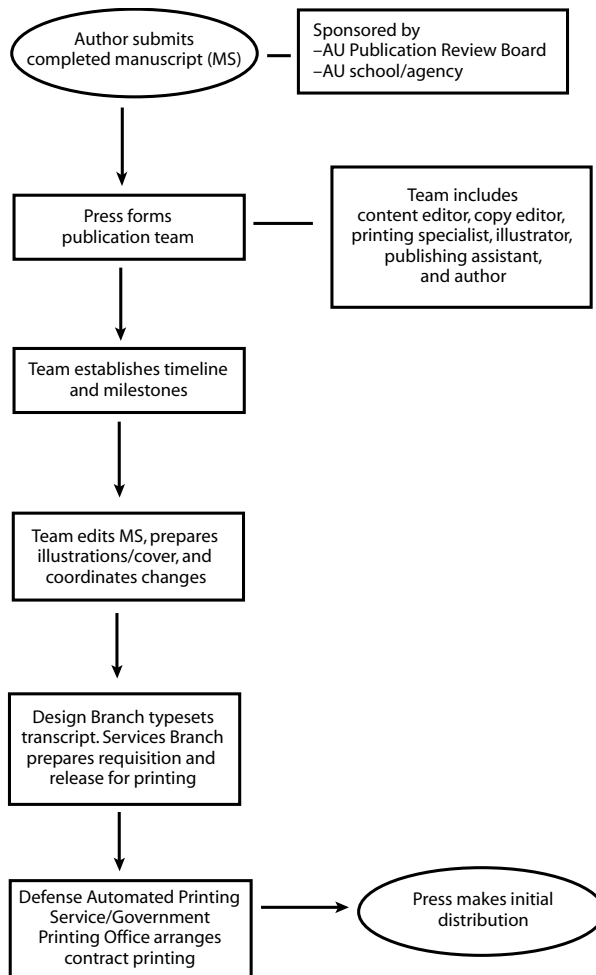 Author submits
completed manuscript (MS)
Sponsored by
–AU Publication Review Board
–AU school/agency
Press forms
publication team
Team includes
content editor, copy editor,
printing specialist, illustrator,
publishing assistant,
and author
Team establishes timeline
and milestones
Team edits MS, prepares
illustrations/cover, and
coordinates changes
Design Branch typesets
transcript. Services Branch
prepares requisition and
release for printing
Defense Automated Printing
Service/Government
Printing Office arranges
contract printing
Press makes initial
distribution